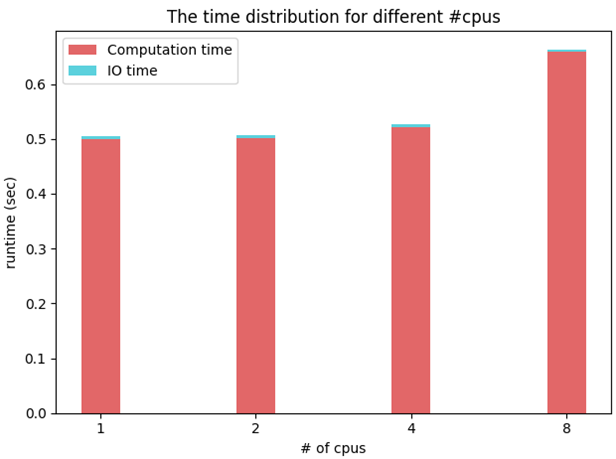 The time distribution for different #cpus
Computation time
IO time
runtime (sec)
0.6
0.5
0.4
0.3
0.2
0.1
0.0
1 2 4 8
# of cpus